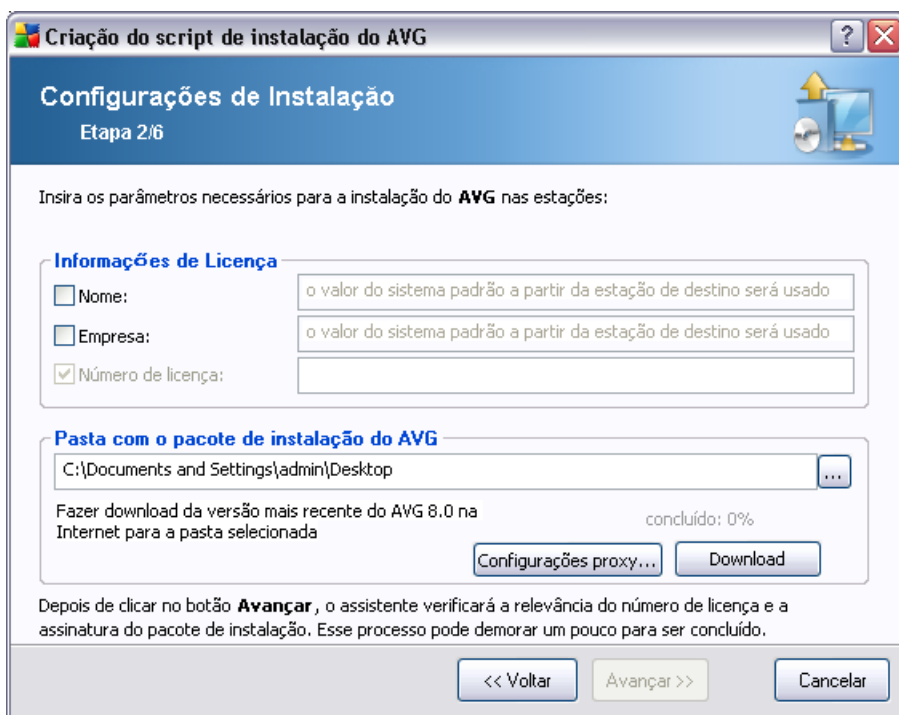 Criação do script de instalação do AVG
Configurações de Instalação
Etapa 2/6
Insira os parâmetros necessários para a instalação do AVG nas estações:
Informações de Licença
Nome:
o valor do sistema padrão a partir da estação de destino será usado
Empresa:
o valor do sistema padrão a partir da estação de destino será usado
Número de licença:
Pasta com o pacote de instalação do AVG
C:\Documents and Settings\admin\Desktop
...
Fazer download da versão mais recente do AVG 8.0 na
Internet para a pasta selecionada
concluído: 0%
Configurações proxy...
Download
Depois de clicar no botão Avançar, o assistente verificará a relevância do número de licença e a
assinatura do pacote de instalação. Esse processo pode demorar um pouco para ser concluído.
<< Voltar
Avançar >>
Cancelar